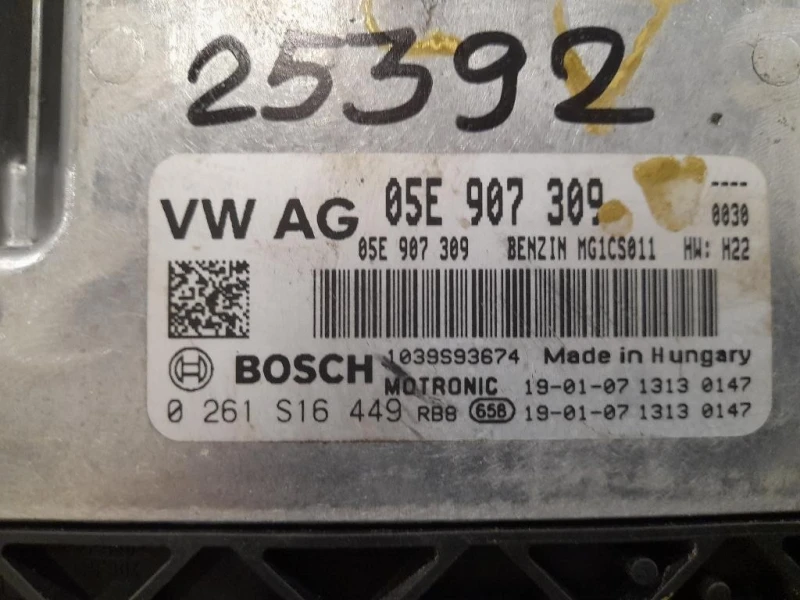 25392.
VW AG 05E 907 309 ----
0030
05E 907 309 BENZIN MG1CS011 HW: H22
BOSCH 1039S93674 Made in Hungary
MOTRONIC 19-01-07 1313 0147
0 261 S16 449 RBB 658 19-01-07 1313 0147